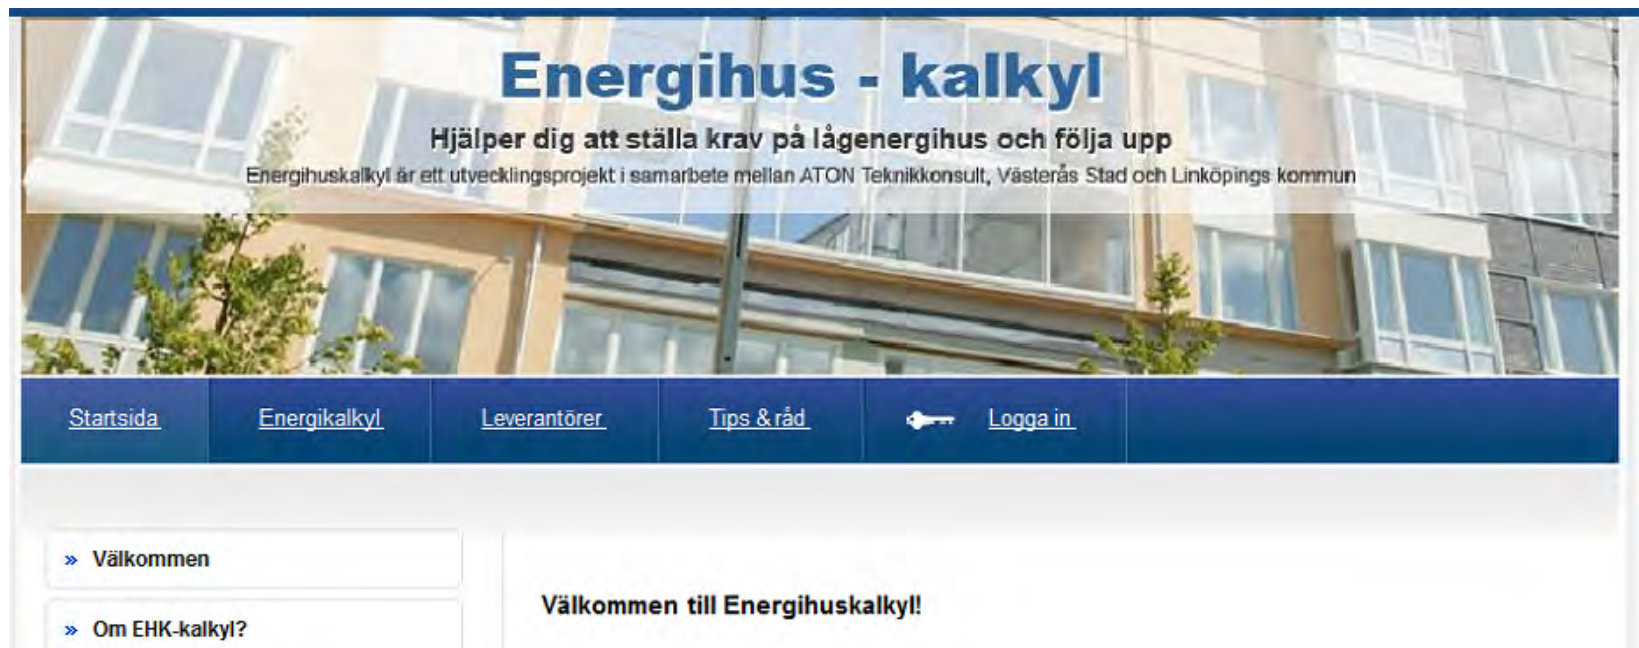 Energihus - kalkyl
Hjälper dig att ställa krav på lågenergihus och följa upp
Energihuskalkyl är ett utvecklingsprojekt i samarbete mellan ATON Teknikkonsult, Västerås Stad och Linköpings kommun
Startsida Energikalkyl Leverantörer Tips & råd Logga in
» Välkommen
Välkommen till Energihuskalkyl!
» Om EHK-kalkyl?